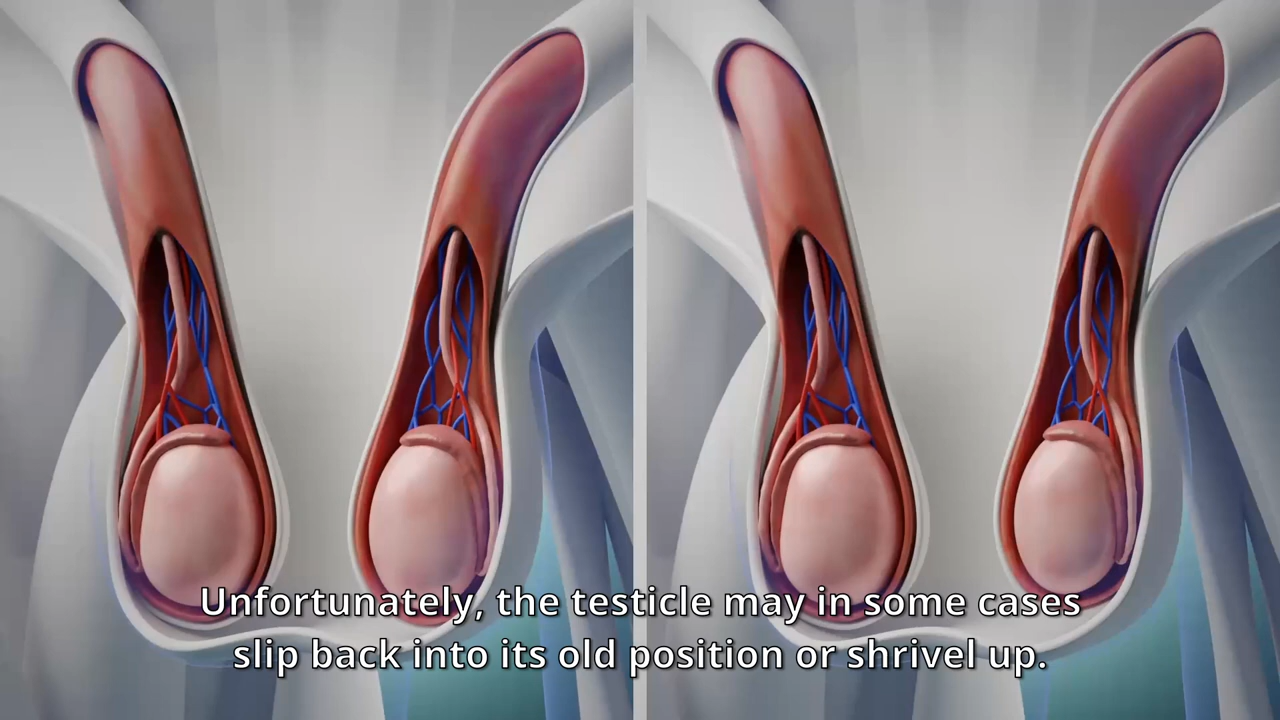 Unfortunately, the testicle may in some cases
slip back into its old position or shrivel up.